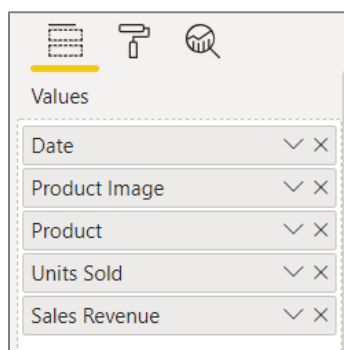 Values
Date
Product Image
Product
Units Sold
Sales Revenue